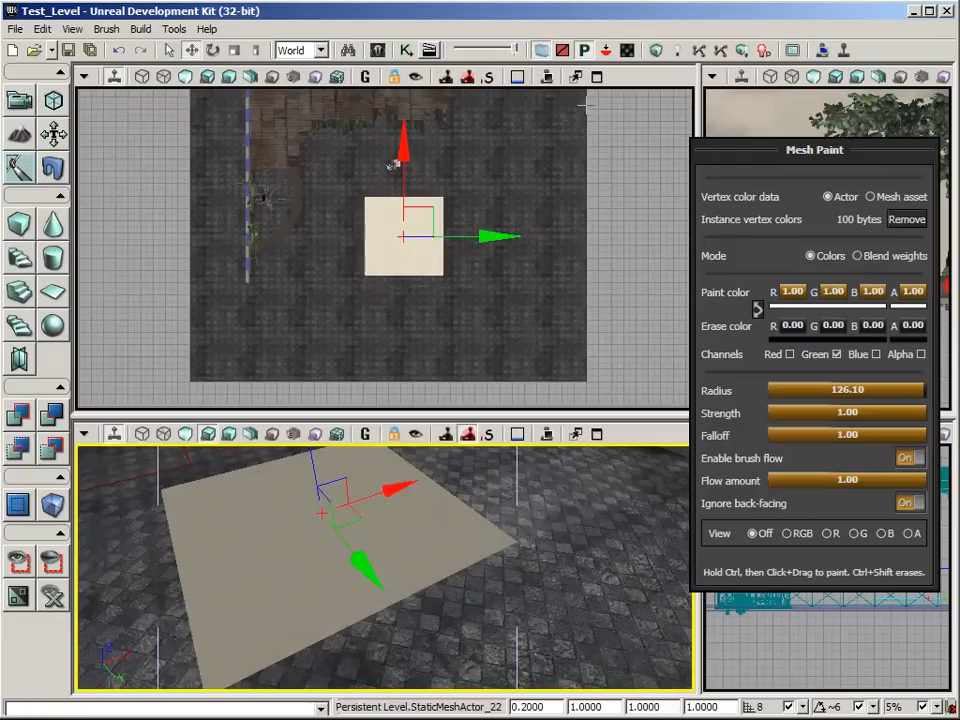 Test_Level - Unreal Development Kit (32-bit)
File Edit View Brush Build Tools Help
World
G
S
Mesh Paint
Vertex color data Actor Mesh asset
Instance vertex colors 100 bytes Remove
Mode Colors Blend weights
Paint color R 1.00 G 1.00 B 1.00 A 1.00
Erase color R 0.00 G 0.00 B 0.00 A 0.00
Channels Red Green Blue Alpha
Radius 126.10
Strength 1.00
Falloff 1.00
Enable brush flow On
Flow amount 1.00
Ignore back-facing On
View Off RGB R G B A
Hold Ctrl, then Click+Drag to paint. Ctrl+Shift erases.
G
S
Persistent Level.StaticMeshActor_22 0.2000 1.0000 1.0000 1.0000 8 ~6 5%